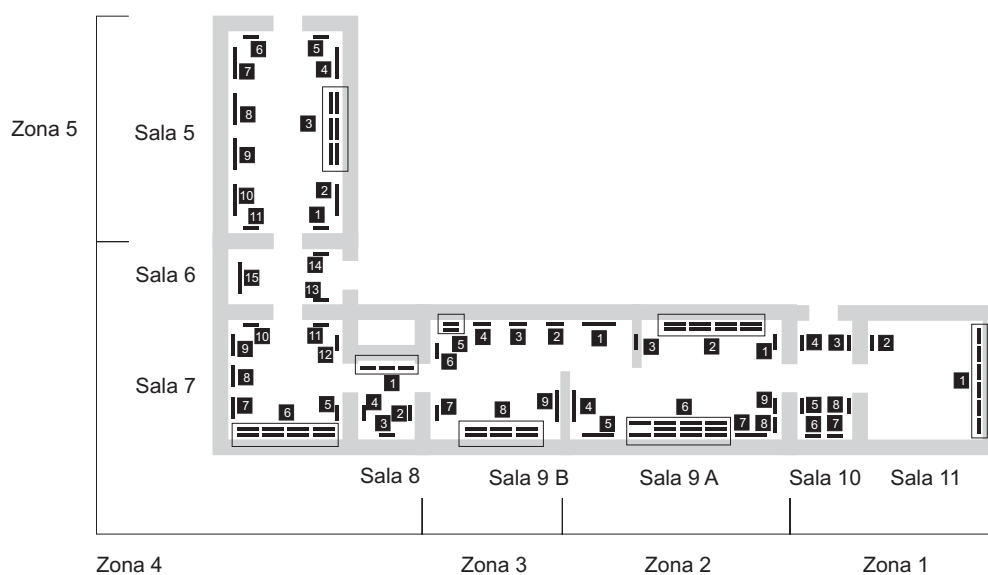 6 5
7 4
Zona 5 Sala 5 8 3
9
10 2
11 1
Sala 6 15 14
13
10 11
9 12
Sala 7 8
7 6 5
1
4 2
3
5 4 3 2 1
6
7 8 9
3 2 1
4 6 9
5 7 8
4 3
5 8
6 7
2
1
Sala 8 Sala 9 B Sala 9 A Sala 10 Sala 11
Zona 4 Zona 3 Zona 2 Zona 1